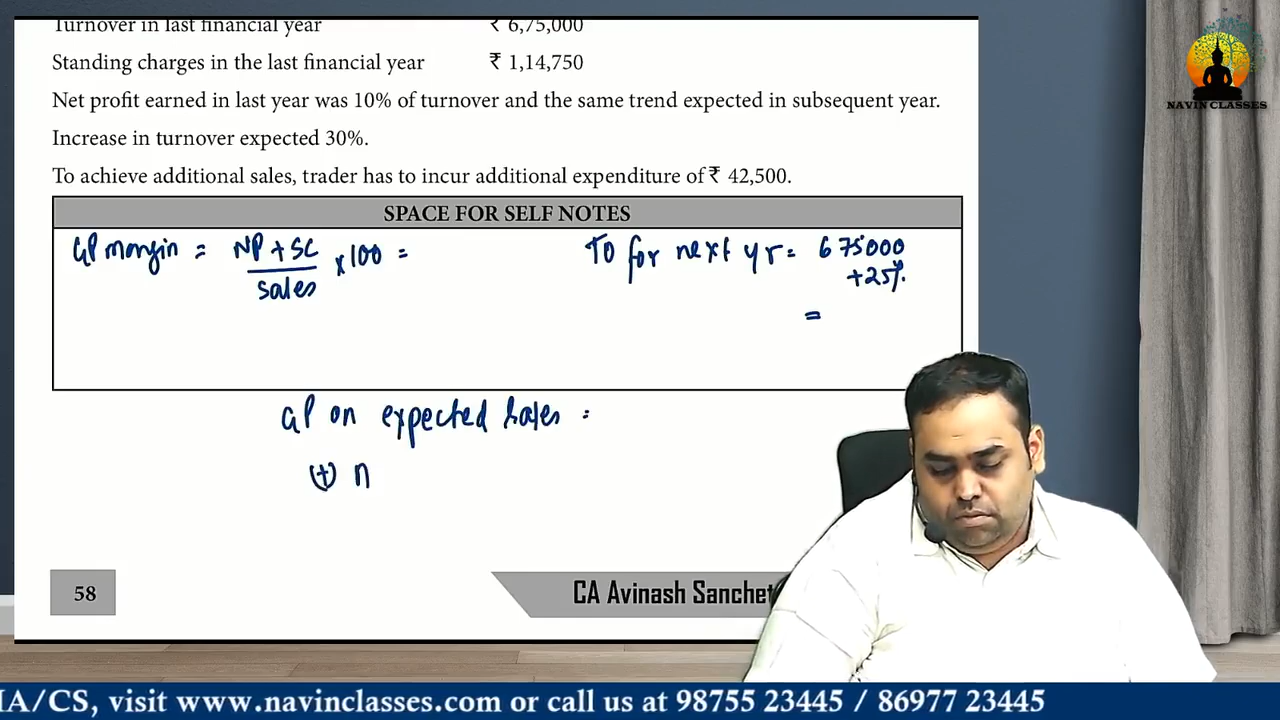 Turnover in last financial year ₹ 6,75,000
NAVIN CLASSES
Standing charges in the last financial year ₹ 1,14,750
Net profit earned in last year was 10% of turnover and the same trend expected in subsequent year.
Increase in turnover expected 30%.
To achieve additional sales, trader has to incur additional expenditure of ₹ 42,500.
SPACE FOR SELF NOTES
GP margin = NP + SC / sales × 100 =
TO for next yr = 675000
+25%
=
GP on expected sales =
(+) n
58
CA Avinash Sanchet
IA/CS, visit www.navinclasses.com or call us at 98755 23445 / 86977 23445